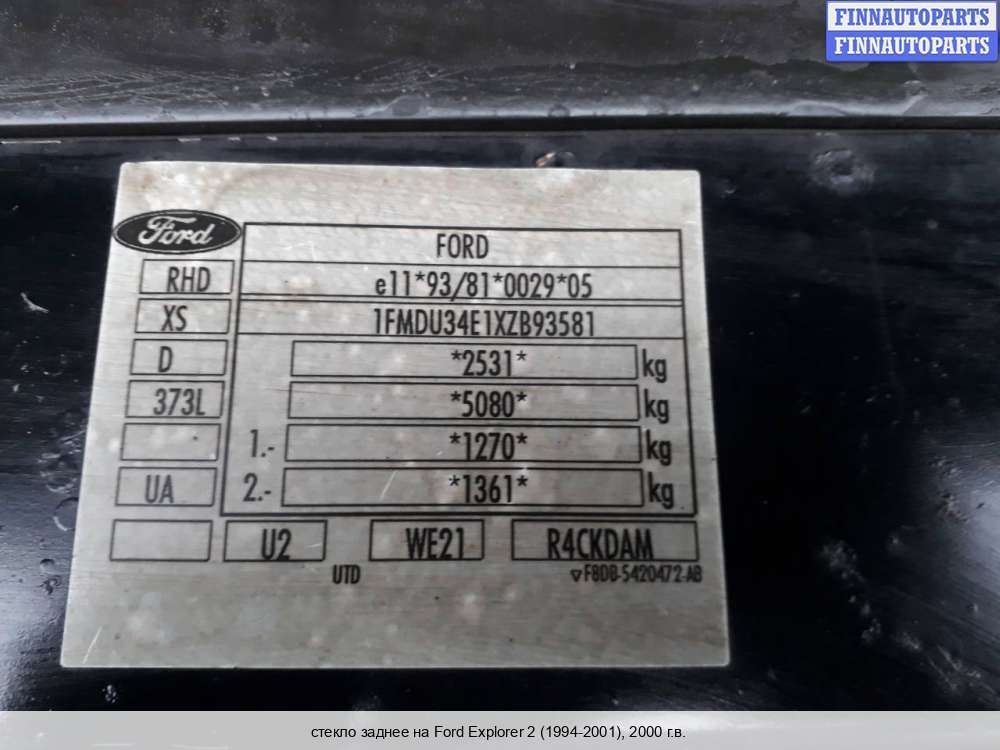 FINNAUTOPARTS
FINNAUTOPARTS
Ford
FORD
RHD
e11*93/81*0029*05
XS
1FMDU34E1XZB93581
D
*2531* kg
373L
*5080* kg
1.- *1270* kg
UA
2.- *1361* kg
U2 WE21 R4CKDAM
UTD F8DB-5420472-AB
стекло заднее на Ford Explorer 2 (1994-2001), 2000 г.в.